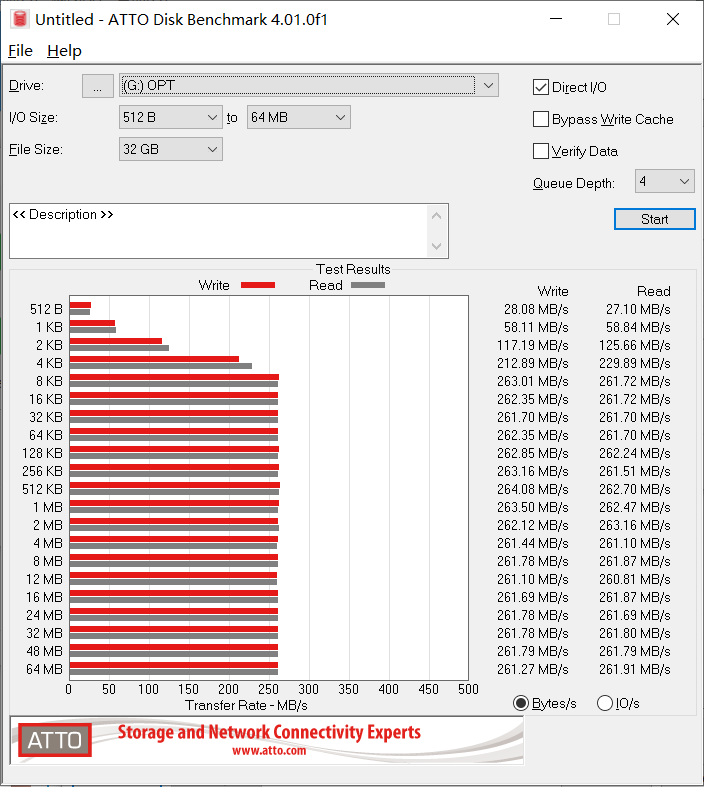 Untitled - ATTO Disk Benchmark 4.01.0f1
File Help
Drive: ... (G:) OPT
I/O Size: 512 B to 64 MB
File Size: 32 GB
Direct I/O
Bypass Write Cache
Verify Data
Queue Depth: 4
Start
<< Description >>
Test Results
Write Read
Write Read
512 B 28.08 MB/s 27.10 MB/s
1 KB 58.11 MB/s 58.84 MB/s
2 KB 117.19 MB/s 125.66 MB/s
4 KB 212.89 MB/s 229.89 MB/s
8 KB 263.01 MB/s 261.72 MB/s
16 KB 262.35 MB/s 261.72 MB/s
32 KB 261.70 MB/s 261.70 MB/s
64 KB 262.35 MB/s 261.70 MB/s
128 KB 262.85 MB/s 262.24 MB/s
256 KB 263.16 MB/s 261.51 MB/s
512 KB 264.08 MB/s 262.70 MB/s
1 MB 263.50 MB/s 262.47 MB/s
2 MB 262.12 MB/s 263.16 MB/s
4 MB 261.44 MB/s 261.10 MB/s
8 MB 261.78 MB/s 261.87 MB/s
12 MB 261.10 MB/s 260.81 MB/s
16 MB 261.69 MB/s 261.87 MB/s
24 MB 261.78 MB/s 261.69 MB/s
32 MB 261.78 MB/s 261.80 MB/s
48 MB 261.79 MB/s 261.79 MB/s
64 MB 261.27 MB/s 261.91 MB/s
0 50 100 150 200 250 300 350 400 450 500
Transfer Rate - MB/s
Bytes/s IO/s
ATTO
Storage and Network Connectivity Experts
www.atto.com